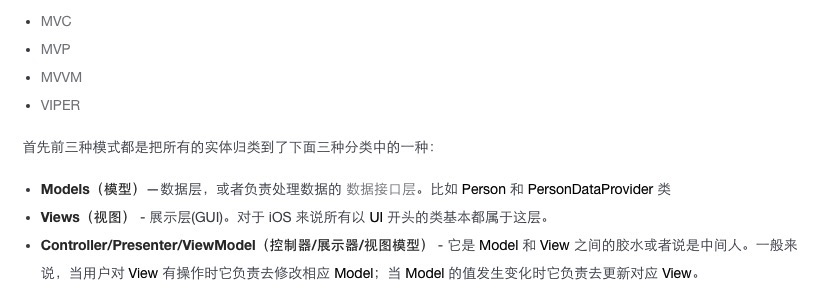 MVC
MVP
MVVM
VIPER
首先前三种模式都是把所有的实体归类到了下面三种分类中的一种：
Models（模型）—数据层，或者负责处理数据的 数据接口层。比如 Person 和 PersonDataProvider 类
Views（视图） - 展示层(GUI)。对于 iOS 来说所有以 UI 开头的类基本都属于这层。
Controller/Presenter/ViewModel（控制器/展示器/视图模型） - 它是 Model 和 View 之间的胶水或者说是中间人。一般来
说，当用户对 View 有操作时它负责去修改相应 Model；当 Model 的值发生变化时它负责去更新对应 View。